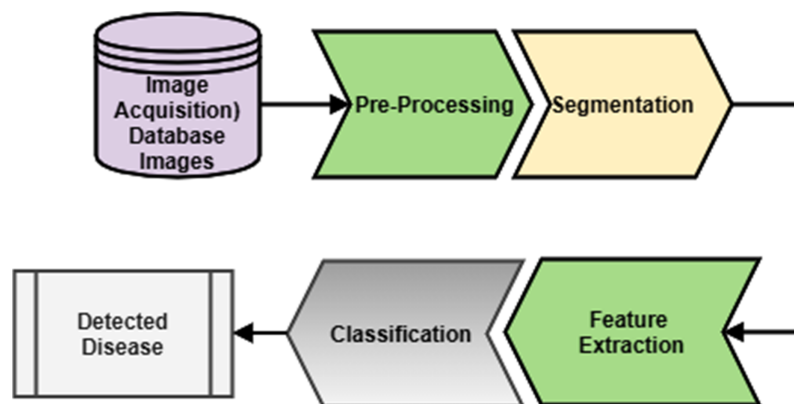 Image
Acquisition)
Database
Images
Pre-Processing
Segmentation
Feature
Extraction
Classification
Detected
Disease